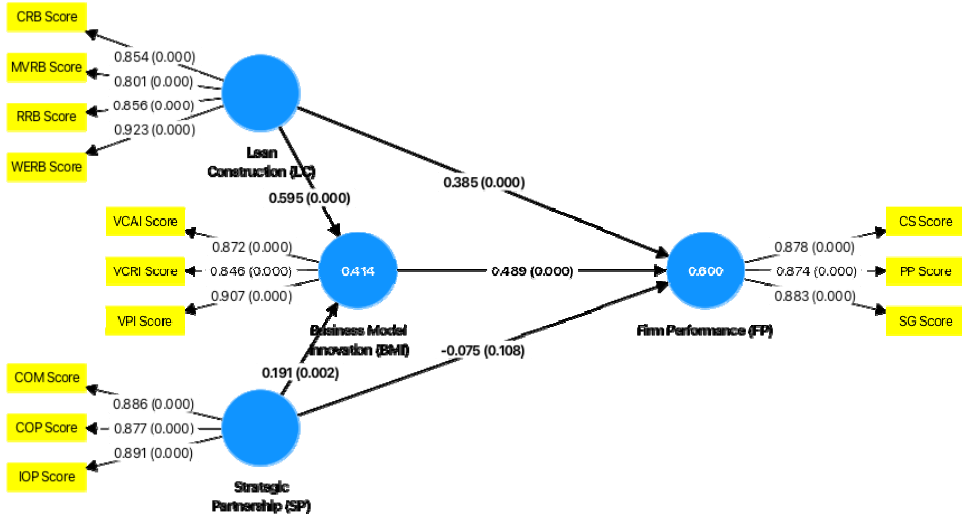 CRB Score
0.854 (0.000)
MVRB Score
0.801 (0.000)
RRB Score
0.856 (0.000)
WERB Score
0.923 (0.000)
Lean
Construction (LC)
0.595 (0.000)
0.385 (0.000)
VCAI Score
0.872 (0.000)
VCRI Score
0.846 (0.000)
VPI Score
0.907 (0.000)
0.414
Business Model
Innovation (BMI)
0.489 (0.000)
0.600
Firm Performance (FP)
CS Score
0.878 (0.000)
PP Score
0.874 (0.000)
SG Score
0.883 (0.000)
0.191 (0.002)
-0.075 (0.108)
COM Score
0.886 (0.000)
COP Score
0.877 (0.000)
IOP Score
0.891 (0.000)
Strategic
Partnership (SP)